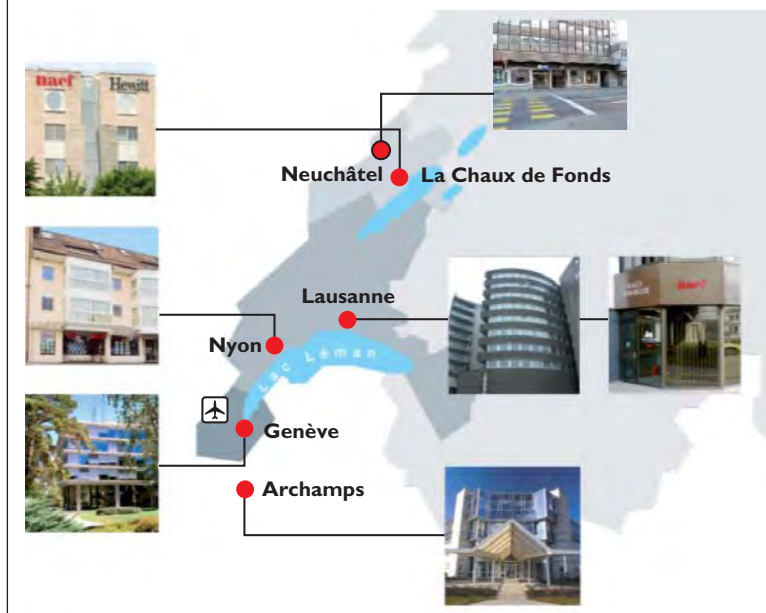 naef Hewitt
Neuchâtel La Chaux de Fonds
Lausanne
Nyon
Lac Léman
Genève
Archamps
naef